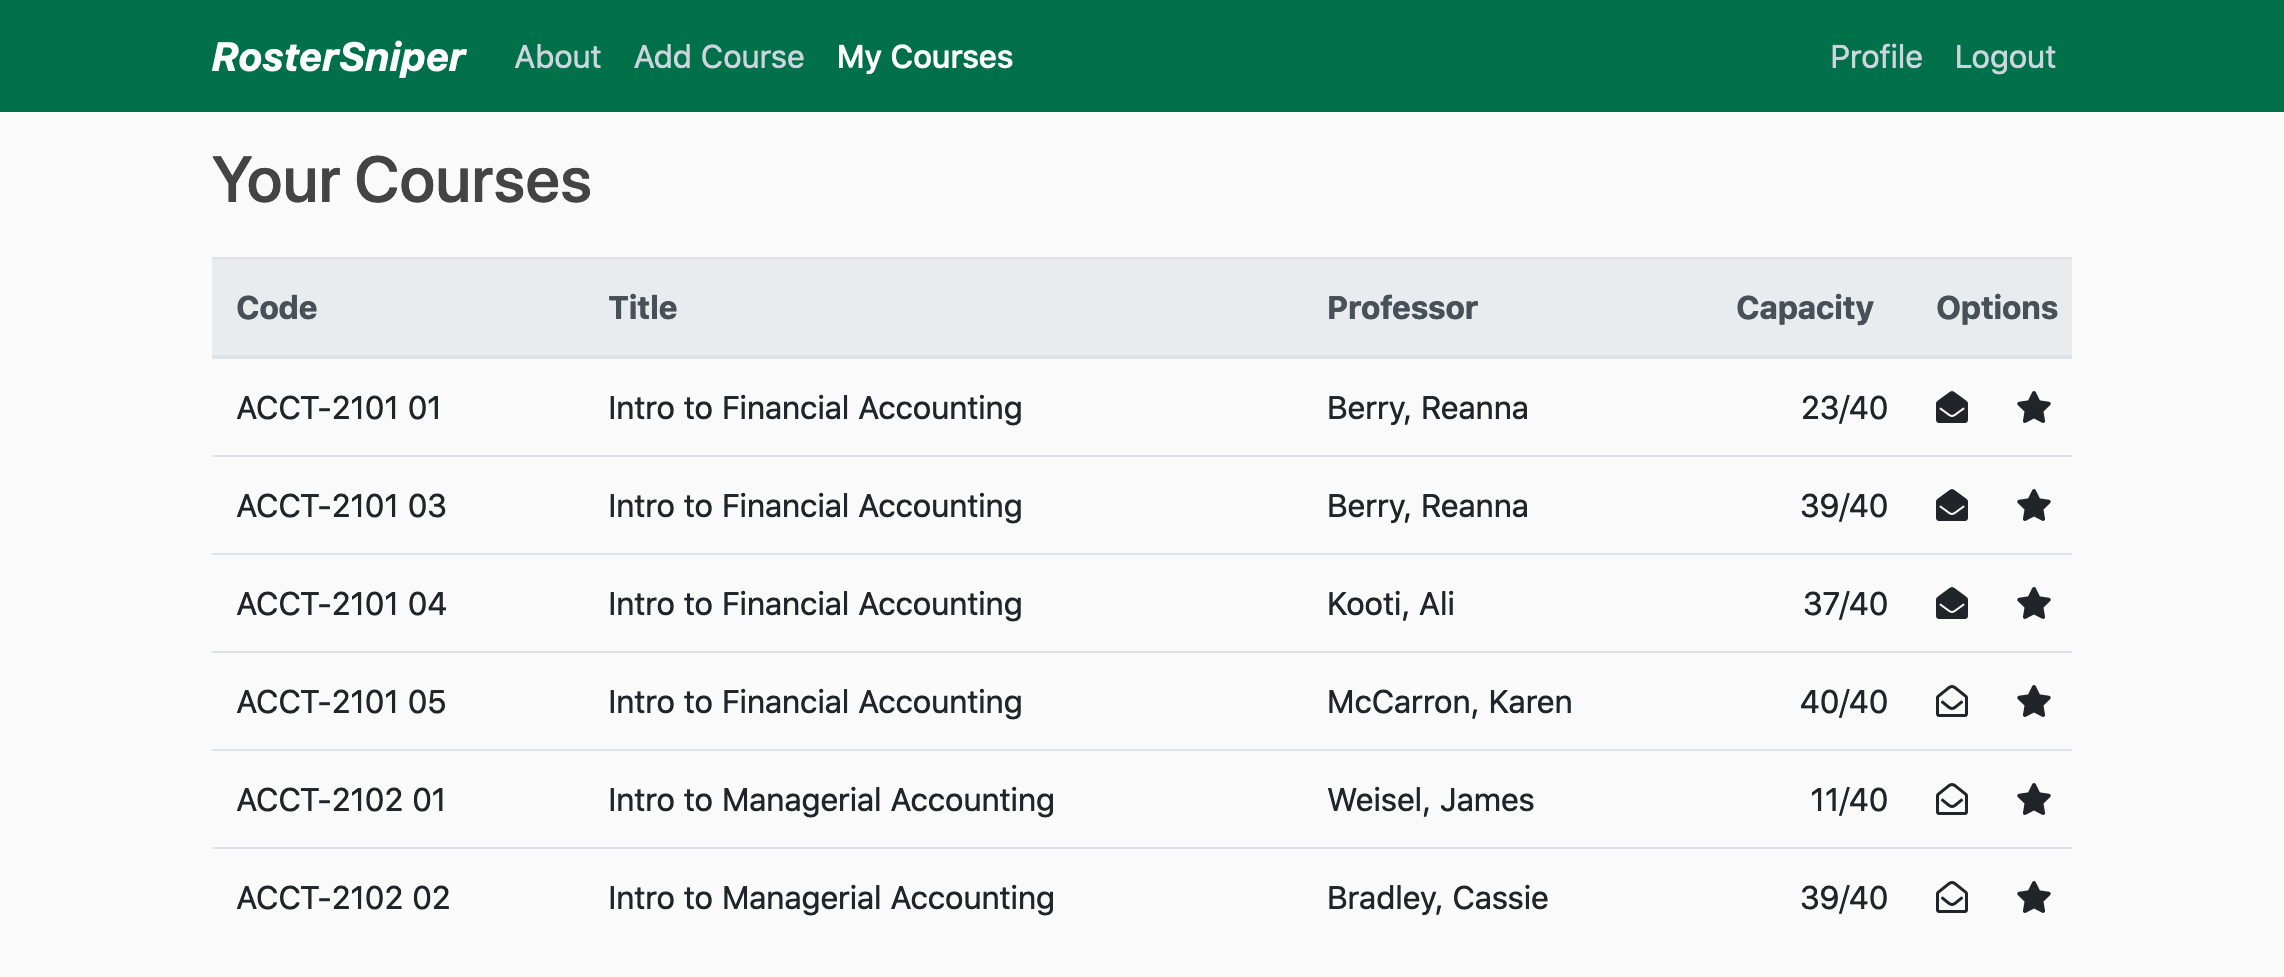 RosterSniper About Add Course My Courses Profile Logout
Your Courses
Code Title Professor Capacity Options
ACCT-2101 01 Intro to Financial Accounting Berry, Reanna 23/40
ACCT-2101 03 Intro to Financial Accounting Berry, Reanna 39/40
ACCT-2101 04 Intro to Financial Accounting Kooti, Ali 37/40
ACCT-2101 05 Intro to Financial Accounting McCarron, Karen 40/40
ACCT-2102 01 Intro to Managerial Accounting Weisel, James 11/40
ACCT-2102 02 Intro to Managerial Accounting Bradley, Cassie 39/40